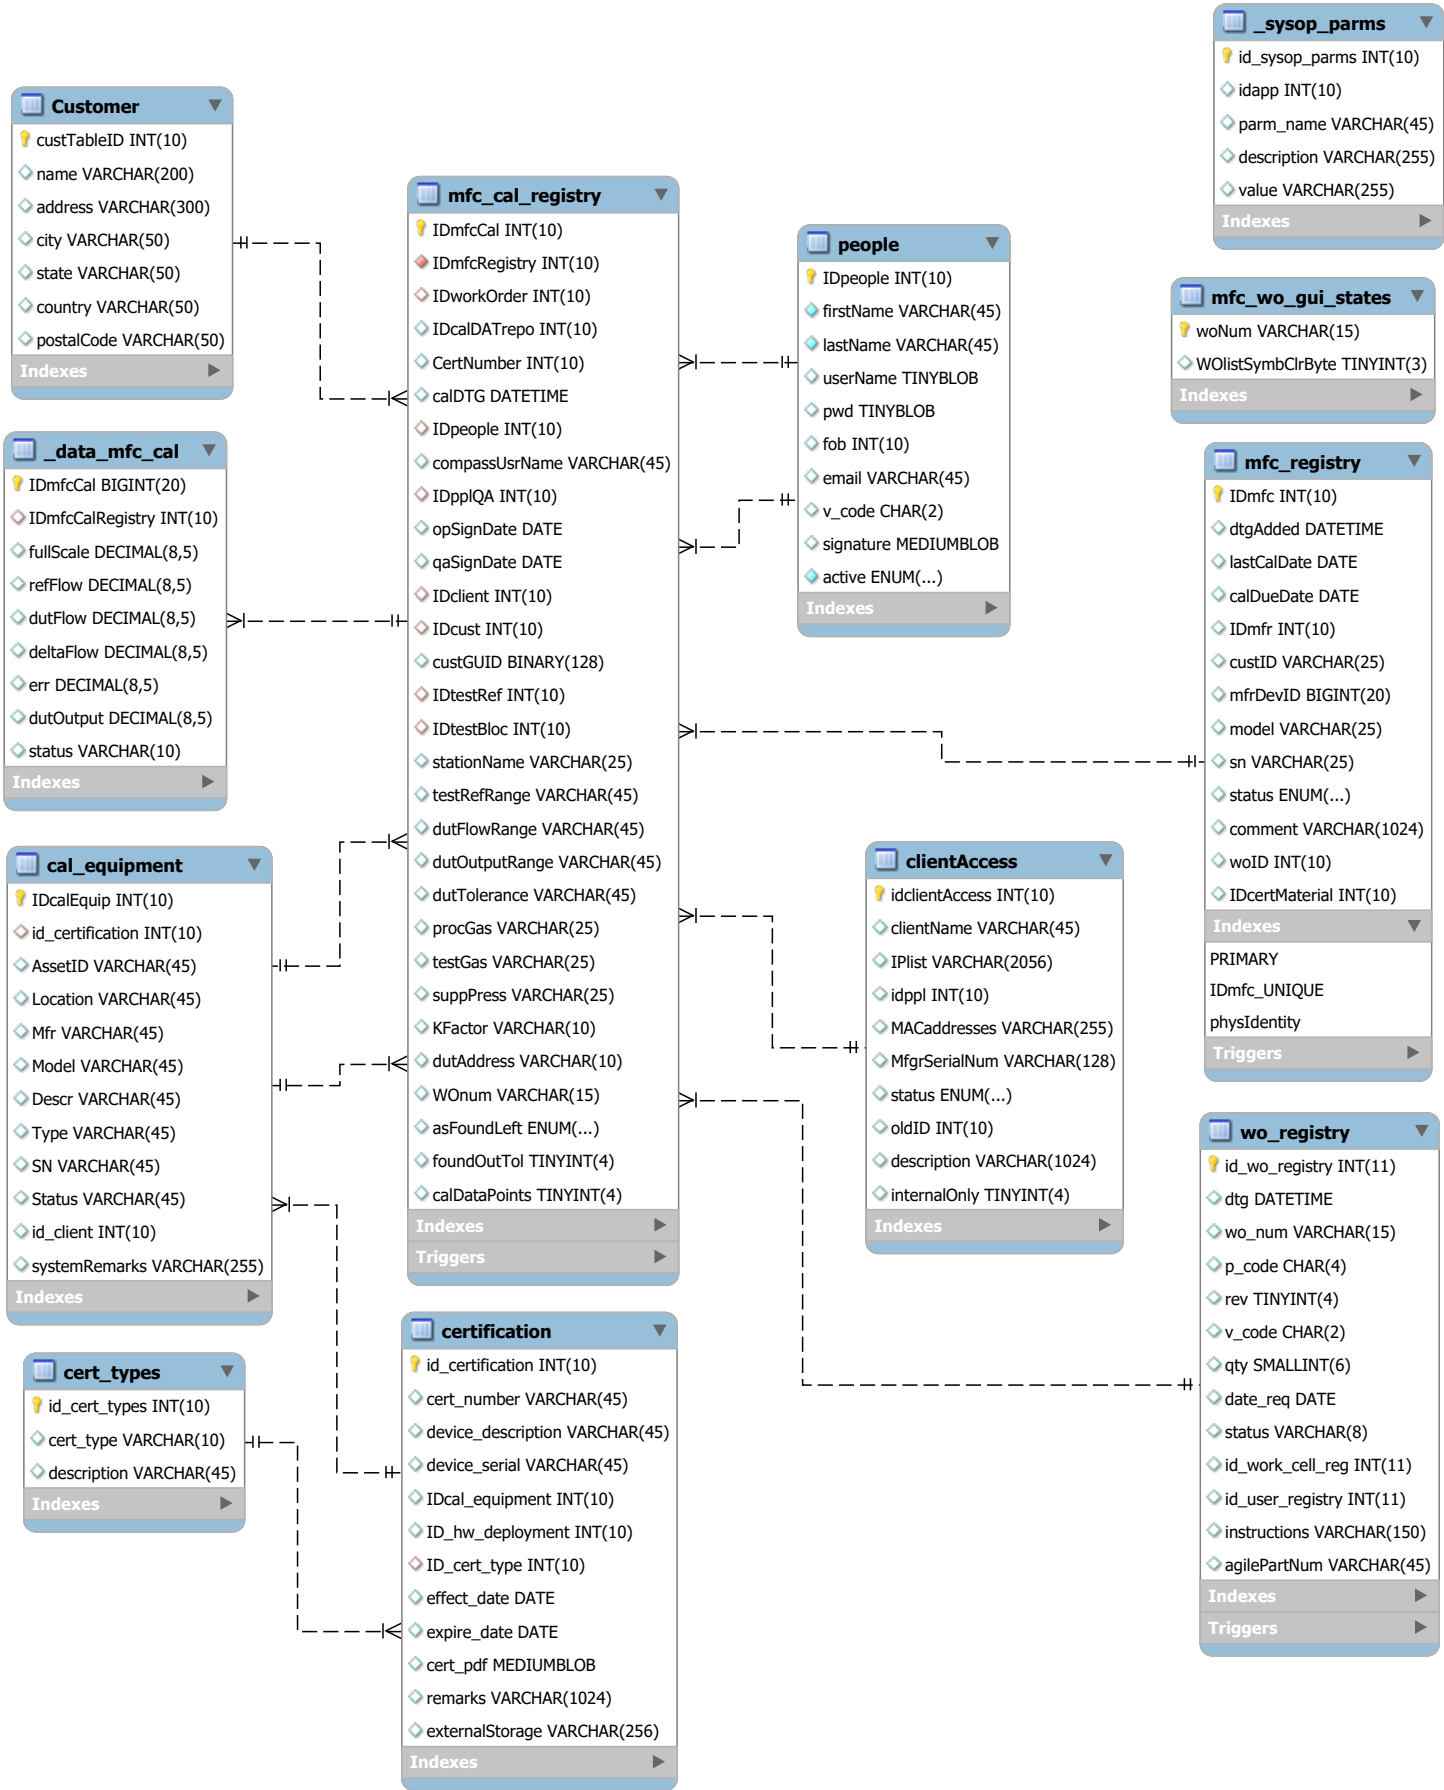 Customer
custTableID INT(10)
name VARCHAR(200)
address VARCHAR(300)
city VARCHAR(50)
state VARCHAR(50)
country VARCHAR(50)
postalCode VARCHAR(50)
Indexes
_data_mfc_cal
IDmfcCal BIGINT(20)
IDmfcCalRegistry INT(10)
fullScale DECIMAL(8,5)
refFlow DECIMAL(8,5)
dutFlow DECIMAL(8,5)
deltaFlow DECIMAL(8,5)
err DECIMAL(8,5)
dutOutput DECIMAL(8,5)
status VARCHAR(10)
Indexes
cal_equipment
IDcalEquip INT(10)
id_certification INT(10)
AssetID VARCHAR(45)
Location VARCHAR(45)
Mfr VARCHAR(45)
Model VARCHAR(45)
Descr VARCHAR(45)
Type VARCHAR(45)
SN VARCHAR(45)
Status VARCHAR(45)
id_client INT(10)
systemRemarks VARCHAR(255)
Indexes
cert_types
id_cert_types INT(10)
cert_type VARCHAR(10)
description VARCHAR(45)
Indexes
mfc_cal_registry
IDmfcCal INT(10)
IDmfcRegistry INT(10)
IDworkOrder INT(10)
IDcalDATrepo INT(10)
CertNumber INT(10)
calDTG DATETIME
IDpeople INT(10)
compassUsrName VARCHAR(45)
IDpplQA INT(10)
opSignDate DATE
qaSignDate DATE
IDclient INT(10)
IDcust INT(10)
custGUID BINARY(128)
IDtestRef INT(10)
IDtestBloc INT(10)
stationName VARCHAR(25)
testRefRange VARCHAR(45)
dutFlowRange VARCHAR(45)
dutOutputRange VARCHAR(45)
dutTolerance VARCHAR(45)
procGas VARCHAR(25)
testGas VARCHAR(25)
suppPress VARCHAR(25)
KFactor VARCHAR(10)
dutAddress VARCHAR(10)
WOnum VARCHAR(15)
asFoundLeft ENUM(...)
foundOutTol TINYINT(4)
calDataPoints TINYINT(4)
Indexes
Triggers
certification
id_certification INT(10)
cert_number VARCHAR(45)
device_description VARCHAR(45)
device_serial VARCHAR(45)
IDcal_equipment INT(10)
ID_hw_deployment INT(10)
ID_cert_type INT(10)
effect_date DATE
expire_date DATE
cert_pdf MEDIUMBLOB
remarks VARCHAR(1024)
externalStorage VARCHAR(256)
Indexes
people
IDpeople INT(10)
firstName VARCHAR(45)
lastName VARCHAR(45)
userName TINYBLOB
pwd TINYBLOB
fob INT(10)
email VARCHAR(45)
v_code CHAR(2)
signature MEDIUMBLOB
active ENUM(...)
Indexes
clientAccess
idclientAccess INT(10)
clientName VARCHAR(45)
IPlist VARCHAR(2056)
idppl INT(10)
MACaddresses VARCHAR(255)
MfgrSerialNum VARCHAR(128)
status ENUM(...)
oldID INT(10)
description VARCHAR(1024)
internalOnly TINYINT(4)
Indexes
_sysop_parms
id_sysop_parms INT(10)
idapp INT(10)
parm_name VARCHAR(45)
description VARCHAR(255)
value VARCHAR(255)
Indexes
mfc_wo_gui_states
woNum VARCHAR(15)
WOlistSymbClrByte TINYINT(3)
Indexes
mfc_registry
IDmfc INT(10)
dtgAdded DATETIME
lastCalDate DATE
calDueDate DATE
IDmfr INT(10)
custID VARCHAR(25)
mfrDevID BIGINT(20)
model VARCHAR(25)
sn VARCHAR(25)
status ENUM(...)
comment VARCHAR(1024)
woID INT(10)
IDcertMaterial INT(10)
Indexes
PRIMARY
IDmfc_UNIQUE
physIdentity
Triggers
wo_registry
id_wo_registry INT(11)
dtg DATETIME
wo_num VARCHAR(15)
p_code CHAR(4)
rev TINYINT(4)
v_code CHAR(2)
qty SMALLINT(6)
date_req DATE
status VARCHAR(8)
id_work_cell_reg INT(11)
id_user_registry INT(11)
instructions VARCHAR(150)
agilePartNum VARCHAR(45)
Indexes
Triggers